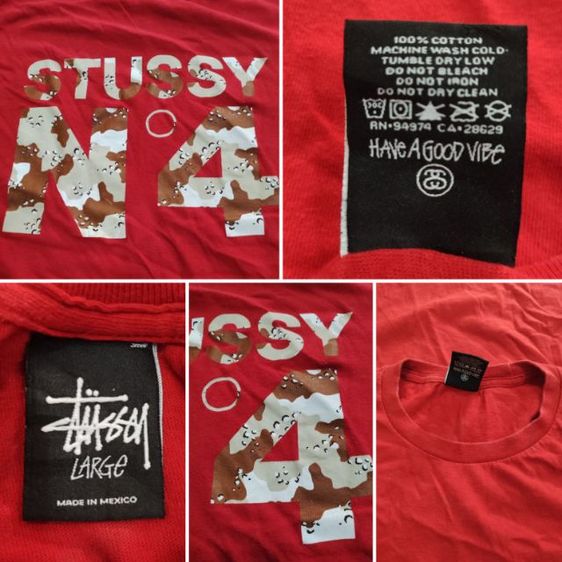 STUSSY
N°4
100% COTTON
MACHINE WASH COLD·
TUMBLE DRY LOW
DO NOT BLEACH
DO NOT IRON
DO NOT DRY CLEAN
RN·94974 CA·28629
HAVE A GOOD VIBE
Stüssy
LARGE
MADE IN MEXICO
USSY
°4